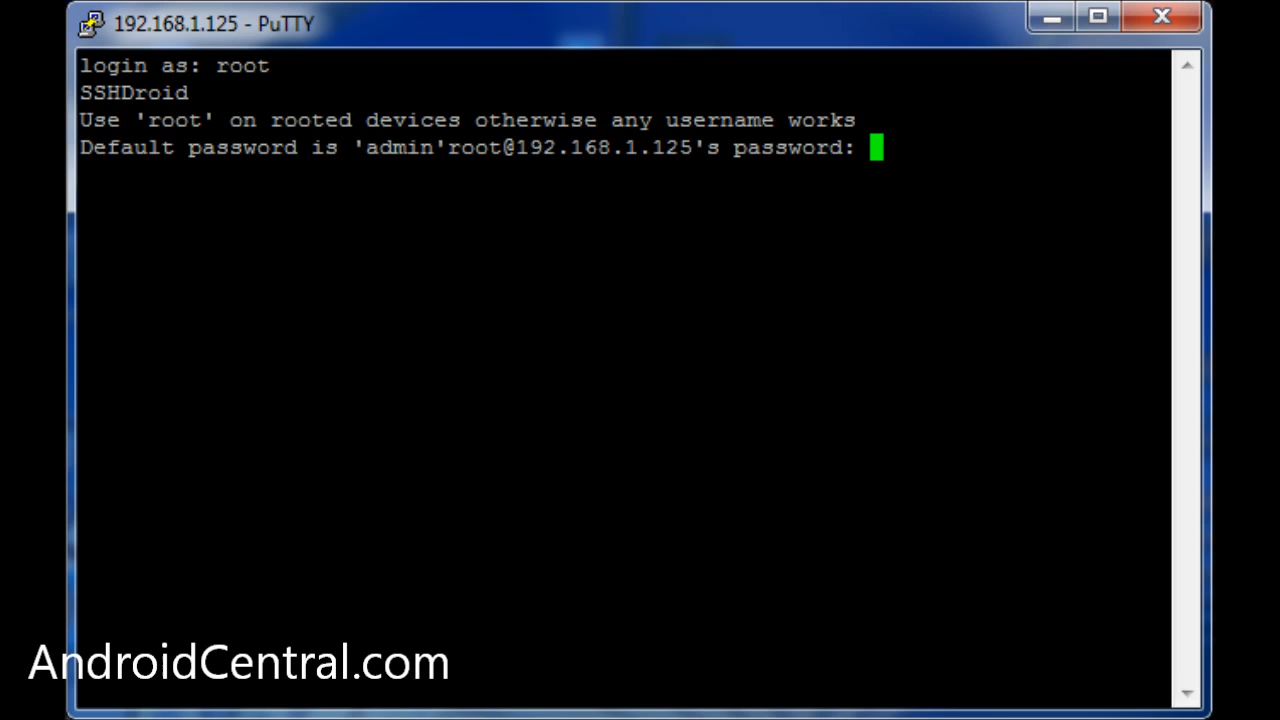 192.168.1.125 - PuTTY
login as: root
SSHDroid
Use 'root' on rooted devices otherwise any username works
Default password is 'admin'root@192.168.1.125's password:
AndroidCentral.com